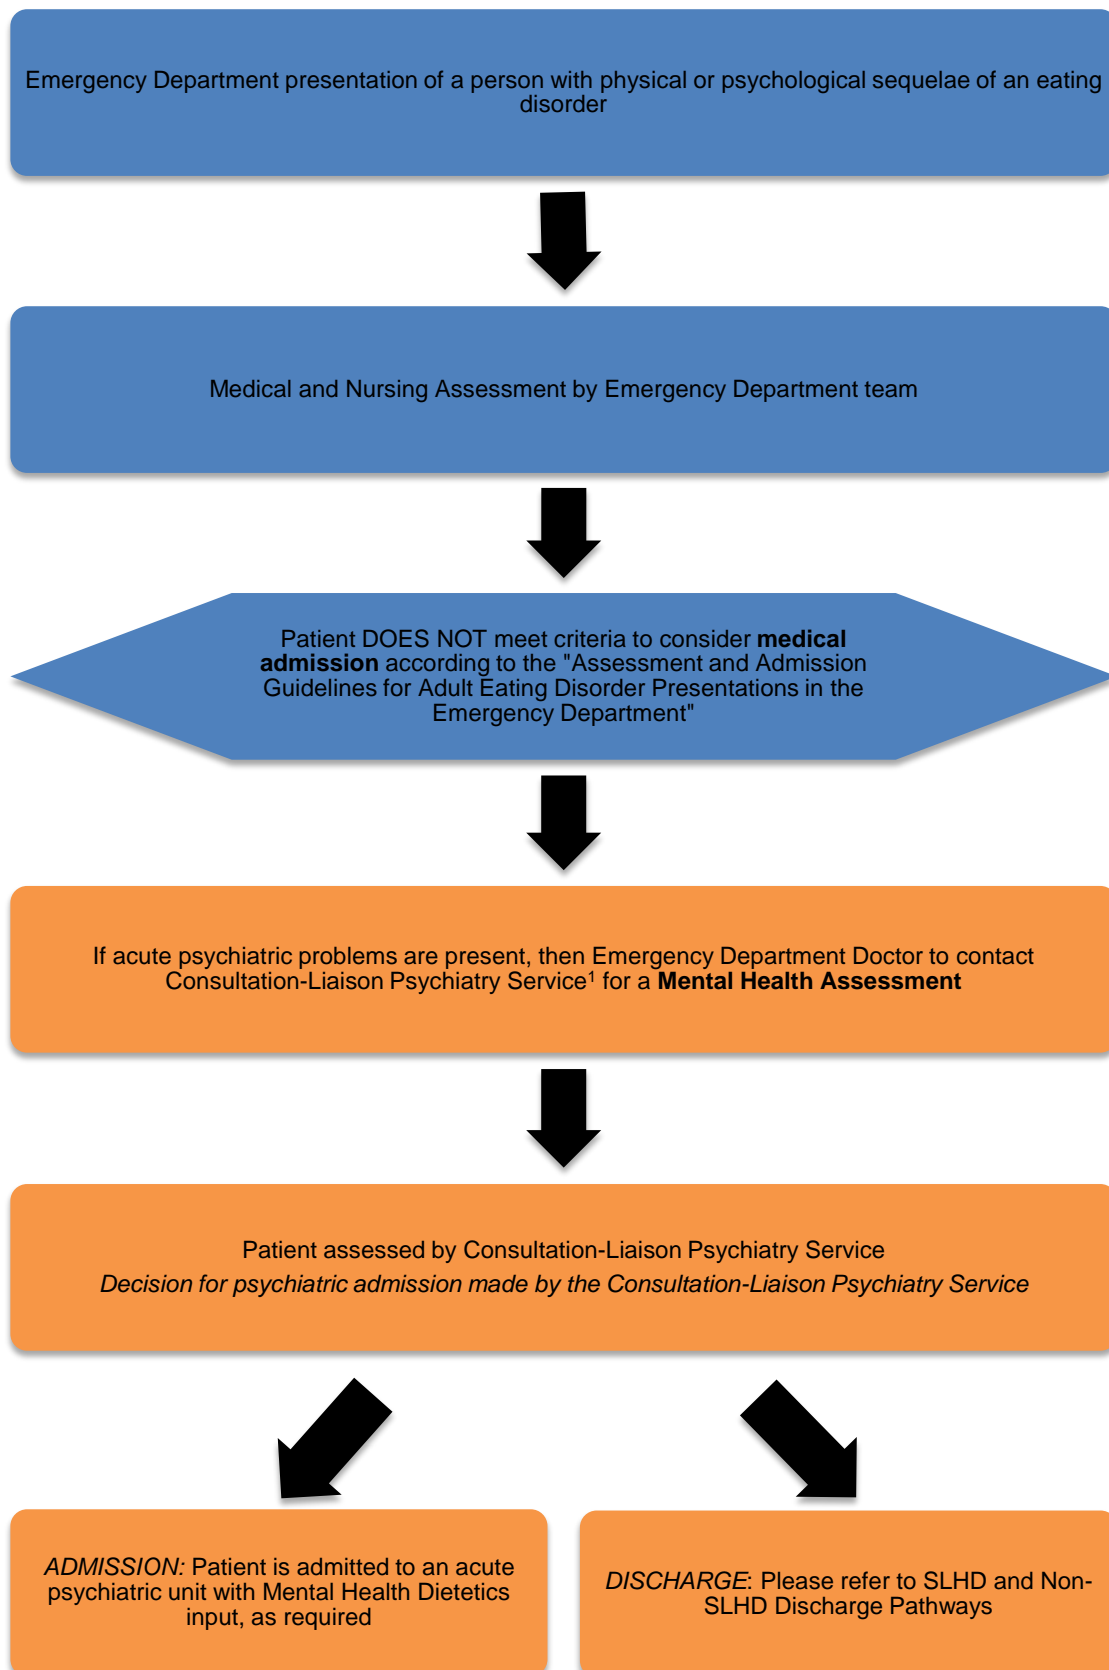 Emergency Department presentation of a person with physical or psychological sequelae of an eating
disorder
Medical and Nursing Assessment by Emergency Department team
Patient DOES NOT meet criteria to consider medical
admission according to the "Assessment and Admission
Guidelines for Adult Eating Disorder Presentations in the
Emergency Department"
If acute psychiatric problems are present, then Emergency Department Doctor to contact
Consultation-Liaison Psychiatry Service¹ for a Mental Health Assessment
Patient assessed by Consultation-Liaison Psychiatry Service
Decision for psychiatric admission made by the Consultation-Liaison Psychiatry Service
ADMISSION: Patient is admitted to an acute
psychiatric unit with Mental Health Dietetics
input, as required
DISCHARGE: Please refer to SLHD and Non-
SLHD Discharge Pathways